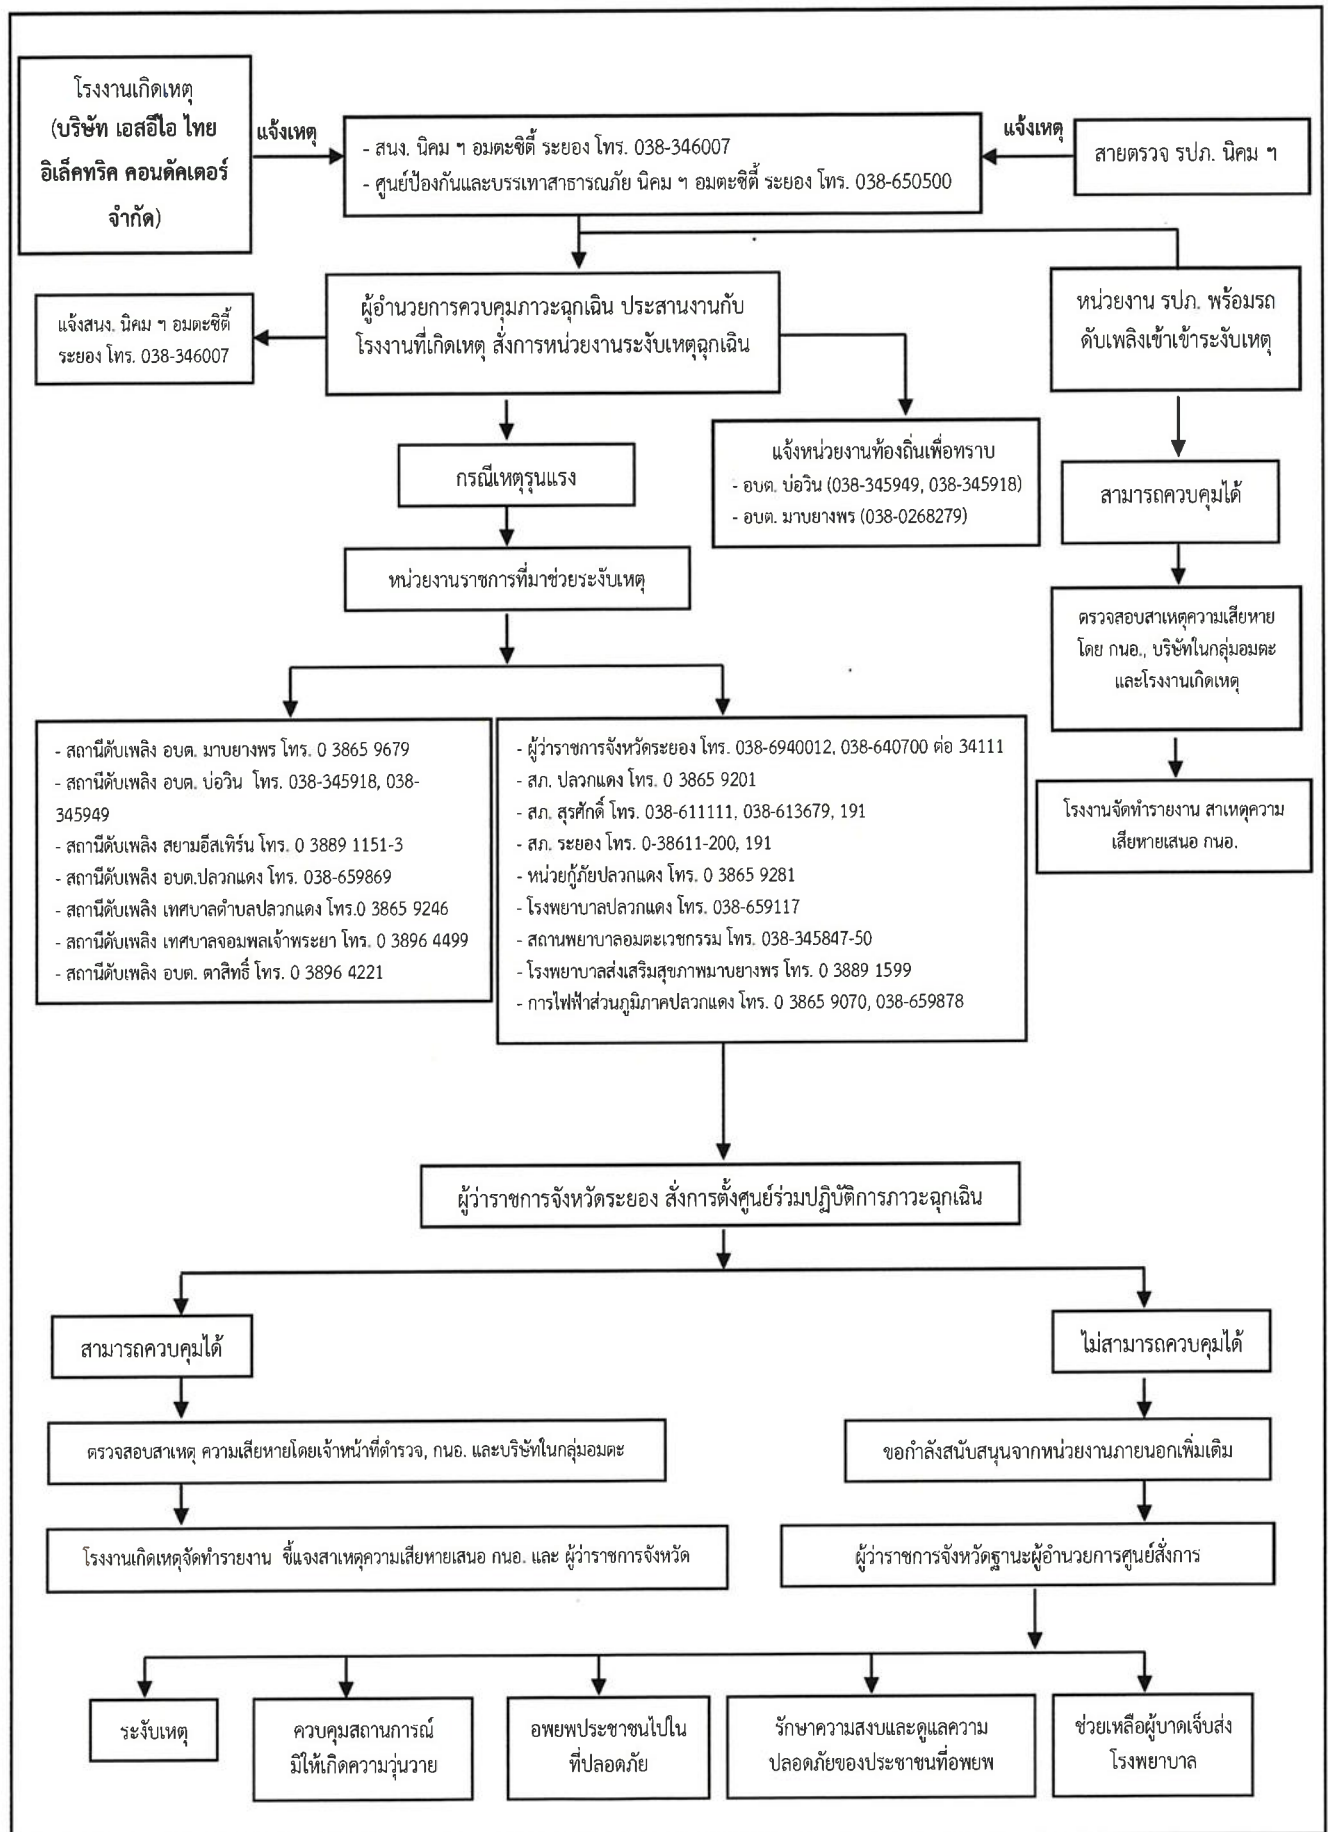 โรงงานเกิดเหตุ
(บริษัท เอสอีไอ ไทย
อิเล็คทริค คอนดัคเตอร์
จำกัด)
แจ้งเหตุ
- สนง. นิคม ฯ อมตะซิตี้ ระยอง โทร. 038-346007
- ศูนย์ป้องกันและบรรเทาสาธารณภัย นิคม ฯ อมตะซิตี้ ระยอง โทร. 038-650500
แจ้งเหตุ
สายตรวจ รปภ. นิคม ฯ
แจ้งสนง. นิคม ฯ อมตะซิตี้
ระยอง โทร. 038-346007
ผู้อำนวยการควบคุมภาวะฉุกเฉิน ประสานงานกับ
โรงงานที่เกิดเหตุ สั่งการหน่วยงานระงับเหตุฉุกเฉิน
หน่วยงาน รปภ. พร้อมรถ
ดับเพลิงเข้าเข้าระงับเหตุ
กรณีเหตุรุนแรง
แจ้งหน่วยงานท้องถิ่นเพื่อทราบ
- อบต. บ่อวิน (038-345949, 038-345918)
- อบต. มาบยางพร (038-0268279)
สามารถควบคุมได้
หน่วยงานราชการที่มาช่วยระงับเหตุ
ตรวจสอบสาเหตุความเสียหาย
โดย กนอ., บริษัทในกลุ่มอมตะ
และโรงงานเกิดเหตุ
- สถานีดับเพลิง อบต. มาบยางพร โทร. 0 3865 9679
- สถานีดับเพลิง อบต. บ่อวิน  โทร. 038-345918, 038-
345949
- สถานีดับเพลิง สยามอีสเทิร์น โทร. 0 3889 1151-3
- สถานีดับเพลิง อบต.ปลวกแดง โทร. 038-659869
- สถานีดับเพลิง เทศบาลตำบลปลวกแดง โทร.0 3865 9246
- สถานีดับเพลิง เทศบาลจอมพลเจ้าพระยา โทร. 0 3896 4499
- สถานีดับเพลิง อบต. ตาสิทธิ์ โทร. 0 3896 4221
- ผู้ว่าราชการจังหวัดระยอง โทร. 038-6940012, 038-640700 ต่อ 34111
- สภ. ปลวกแดง โทร. 0 3865 9201
- สภ. สุรศักดิ์ โทร. 038-611111, 038-613679, 191
- สภ. ระยอง โทร. 0-38611-200, 191
- หน่วยกู้ภัยปลวกแดง โทร. 0 3865 9281
- โรงพยาบาลปลวกแดง โทร. 038-659117
- สถานพยาบาลอมตะเวชกรรม โทร. 038-345847-50
- โรงพยาบาลส่งเสริมสุขภาพมาบยางพร โทร. 0 3889 1599
- การไฟฟ้าส่วนภูมิภาคปลวกแดง โทร. 0 3865 9070, 038-659878
โรงงานจัดทำรายงาน สาเหตุความ
เสียหายเสนอ กนอ.
ผู้ว่าราชการจังหวัดระยอง สั่งการตั้งศูนย์ร่วมปฏิบัติการภาวะฉุกเฉิน
สามารถควบคุมได้
ไม่สามารถควบคุมได้
ตรวจสอบสาเหตุ ความเสียหายโดยเจ้าหน้าที่ตำรวจ, กนอ. และบริษัทในกลุ่มอมตะ
ขอกำลังสนับสนุนจากหน่วยงานภายนอกเพิ่มเติม
โรงงานเกิดเหตุจัดทำรายงาน  ชี้แจงสาเหตุความเสียหายเสนอ กนอ. และ ผู้ว่าราชการจังหวัด
ผู้ว่าราชการจังหวัดฐานะผู้อำนวยการศูนย์สั่งการ
ระงับเหตุ
ควบคุมสถานการณ์
มิให้เกิดความวุ่นวาย
อพยพประชาชนไปใน
ที่ปลอดภัย
รักษาความสงบและดูแลความ
ปลอดภัยของประชาชนที่อพยพ
ช่วยเหลือผู้บาดเจ็บส่ง
โรงพยาบาล